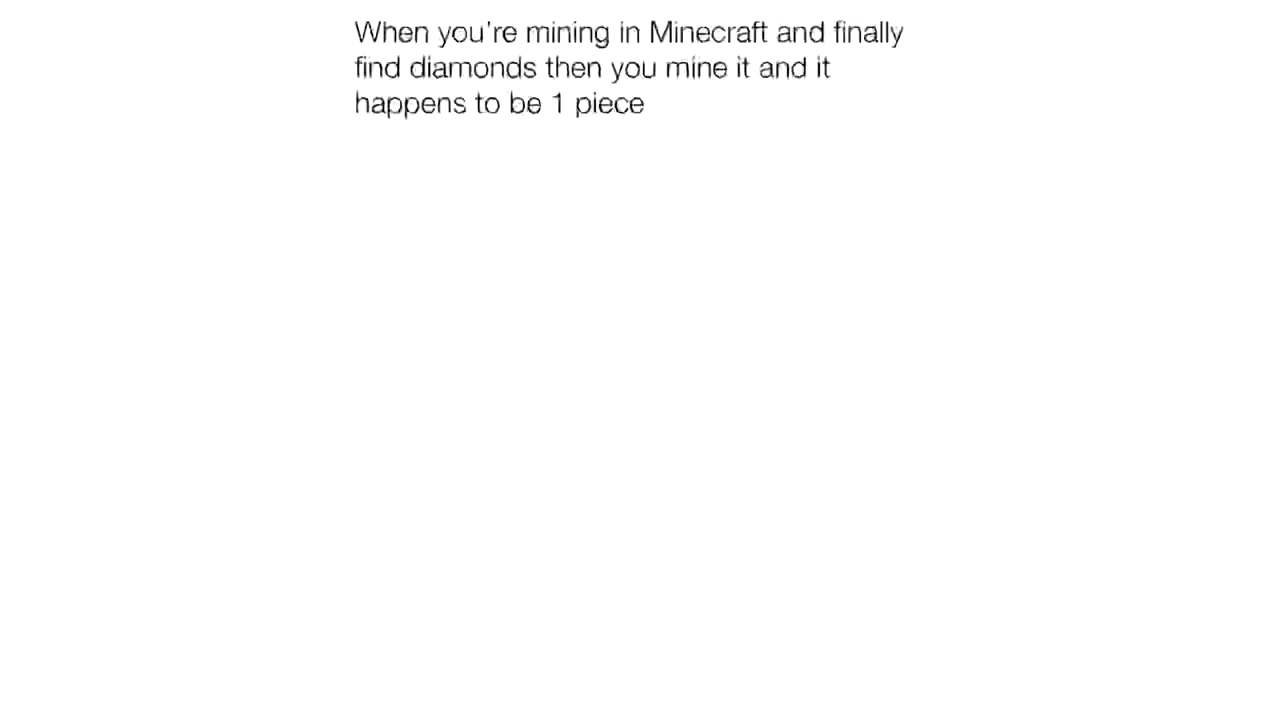 When you're mining in Minecraft and finally
find diamonds then you mine it and it
happens to be 1 piece